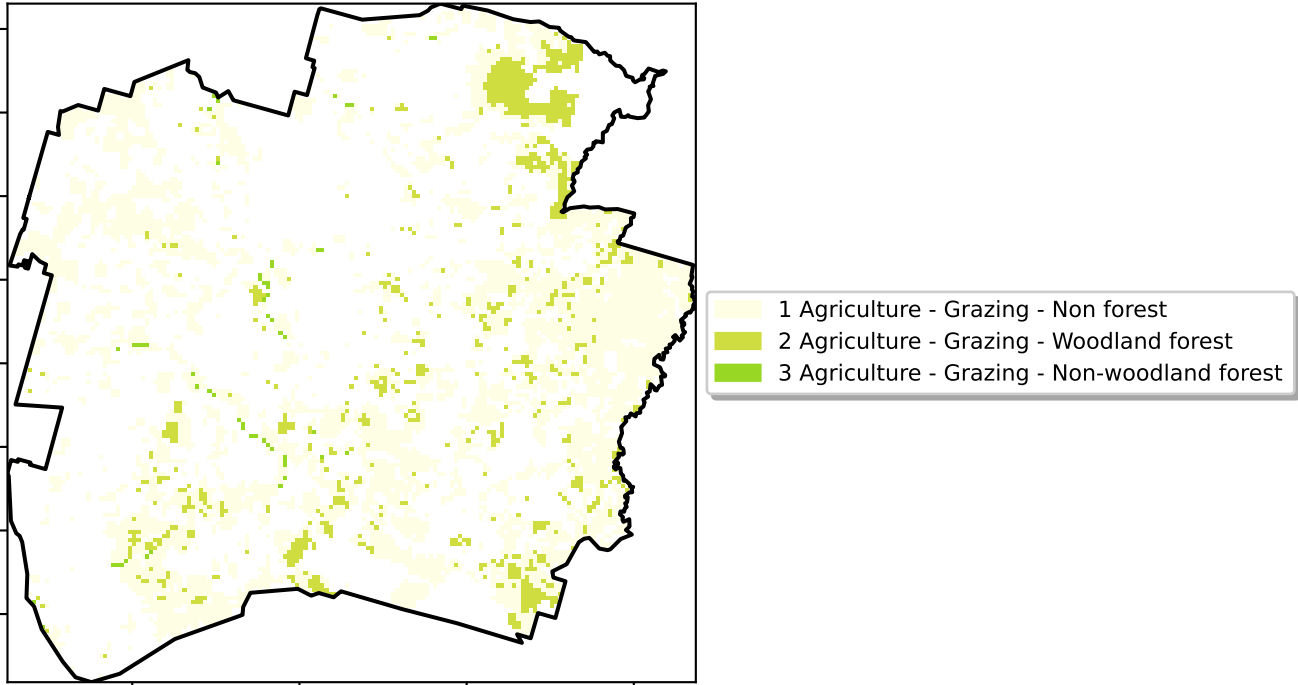 1 Agriculture - Grazing - Non forest
2 Agriculture - Grazing - Woodland forest
3 Agriculture - Grazing - Non-woodland forest